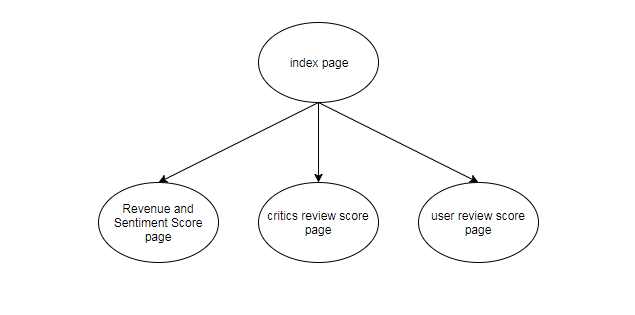 index page
Revenue and
Sentiment Score
page
critics review score
page
user review score
page